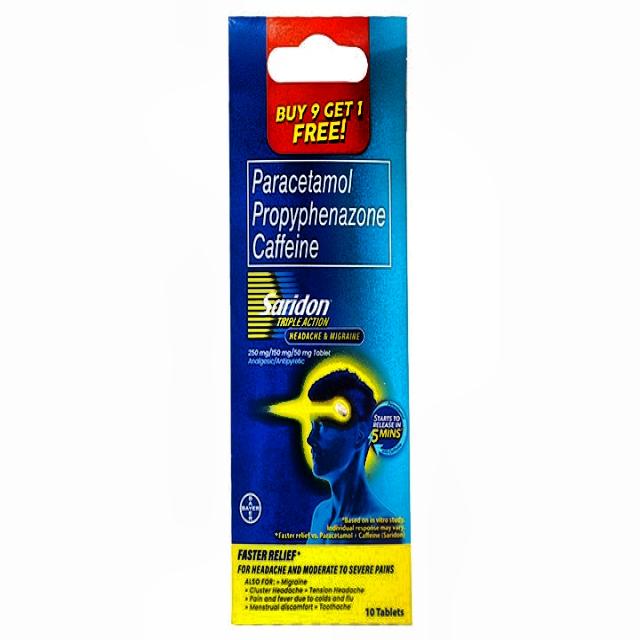 BUY 9 GET 1
FREE!
Paracetamol
Propyphenazone
Caffeine
Saridon
TRIPLE ACTION
HEADACHE & MIGRAINE
250 mg/150 mg/50 mg Tablet
Analgesic/Antipyretic
STARTS TO
RELEASE IN
5 MINS
BAYER
BAYER
*Based on in vitro study.
Individual response may vary.
*Faster relief vs. Paracetamol + Caffeine (Saridon)
FASTER RELIEF*
FOR HEADACHE AND MODERATE TO SEVERE PAINS
ALSO FOR: • Migraine
• Cluster Headache • Tension Headache
• Pain and fever due to colds and flu
• Menstrual discomfort • Toothache
10 Tablets